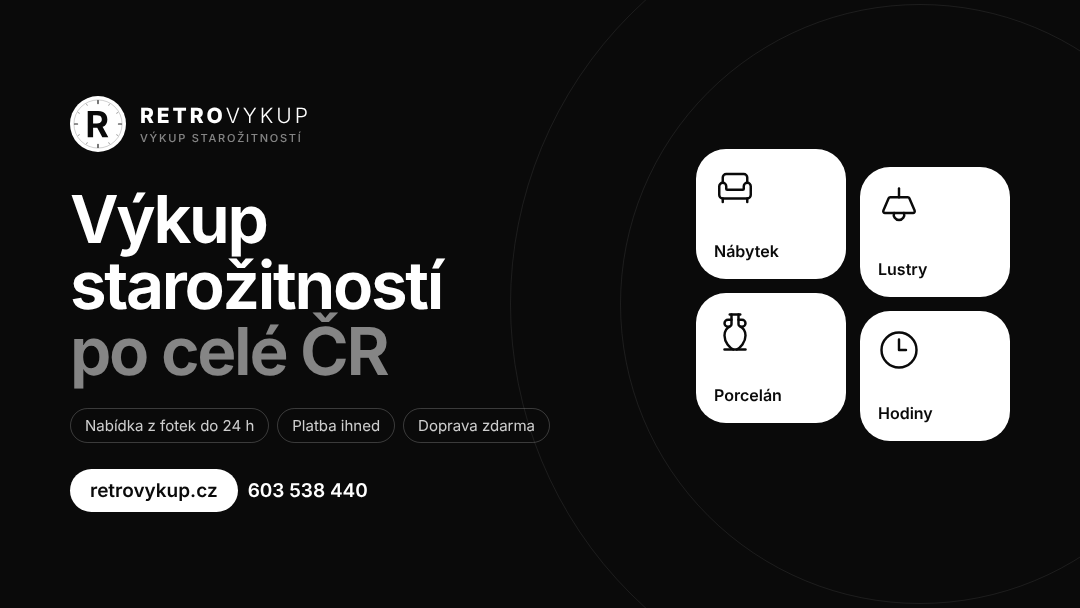 R
RETROVYKUP
VÝKUP STAROŽITNOSTÍ
Výkup
starožitností
po celé ČR
Nabídka z fotek do 24 h
Platba ihned
Doprava zdarma
retrovykup.cz
603 538 440
Nábytek
Lustry
Porcelán
Hodiny